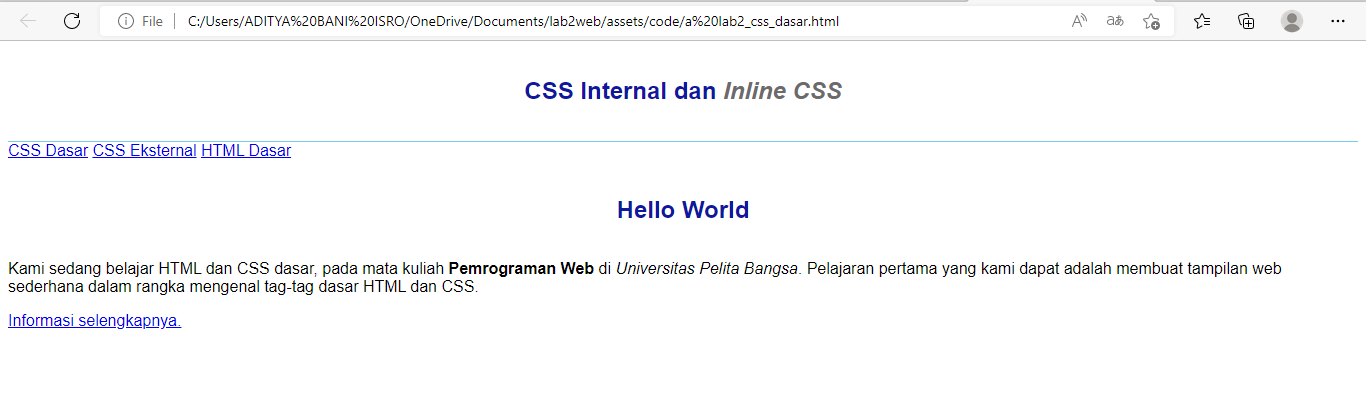 File | C:/Users/ADITYA%20BANI%20ISRO/OneDrive/Documents/lab2web/assets/code/a%20lab2_css_dasar.html
CSS Internal dan Inline CSS
CSS Dasar CSS Eksternal HTML Dasar
Hello World
Kami sedang belajar HTML dan CSS dasar, pada mata kuliah Pemrograman Web di Universitas Pelita Bangsa. Pelajaran pertama yang kami dapat adalah membuat tampilan web
sederhana dalam rangka mengenal tag-tag dasar HTML dan CSS.
Informasi selengkapnya.